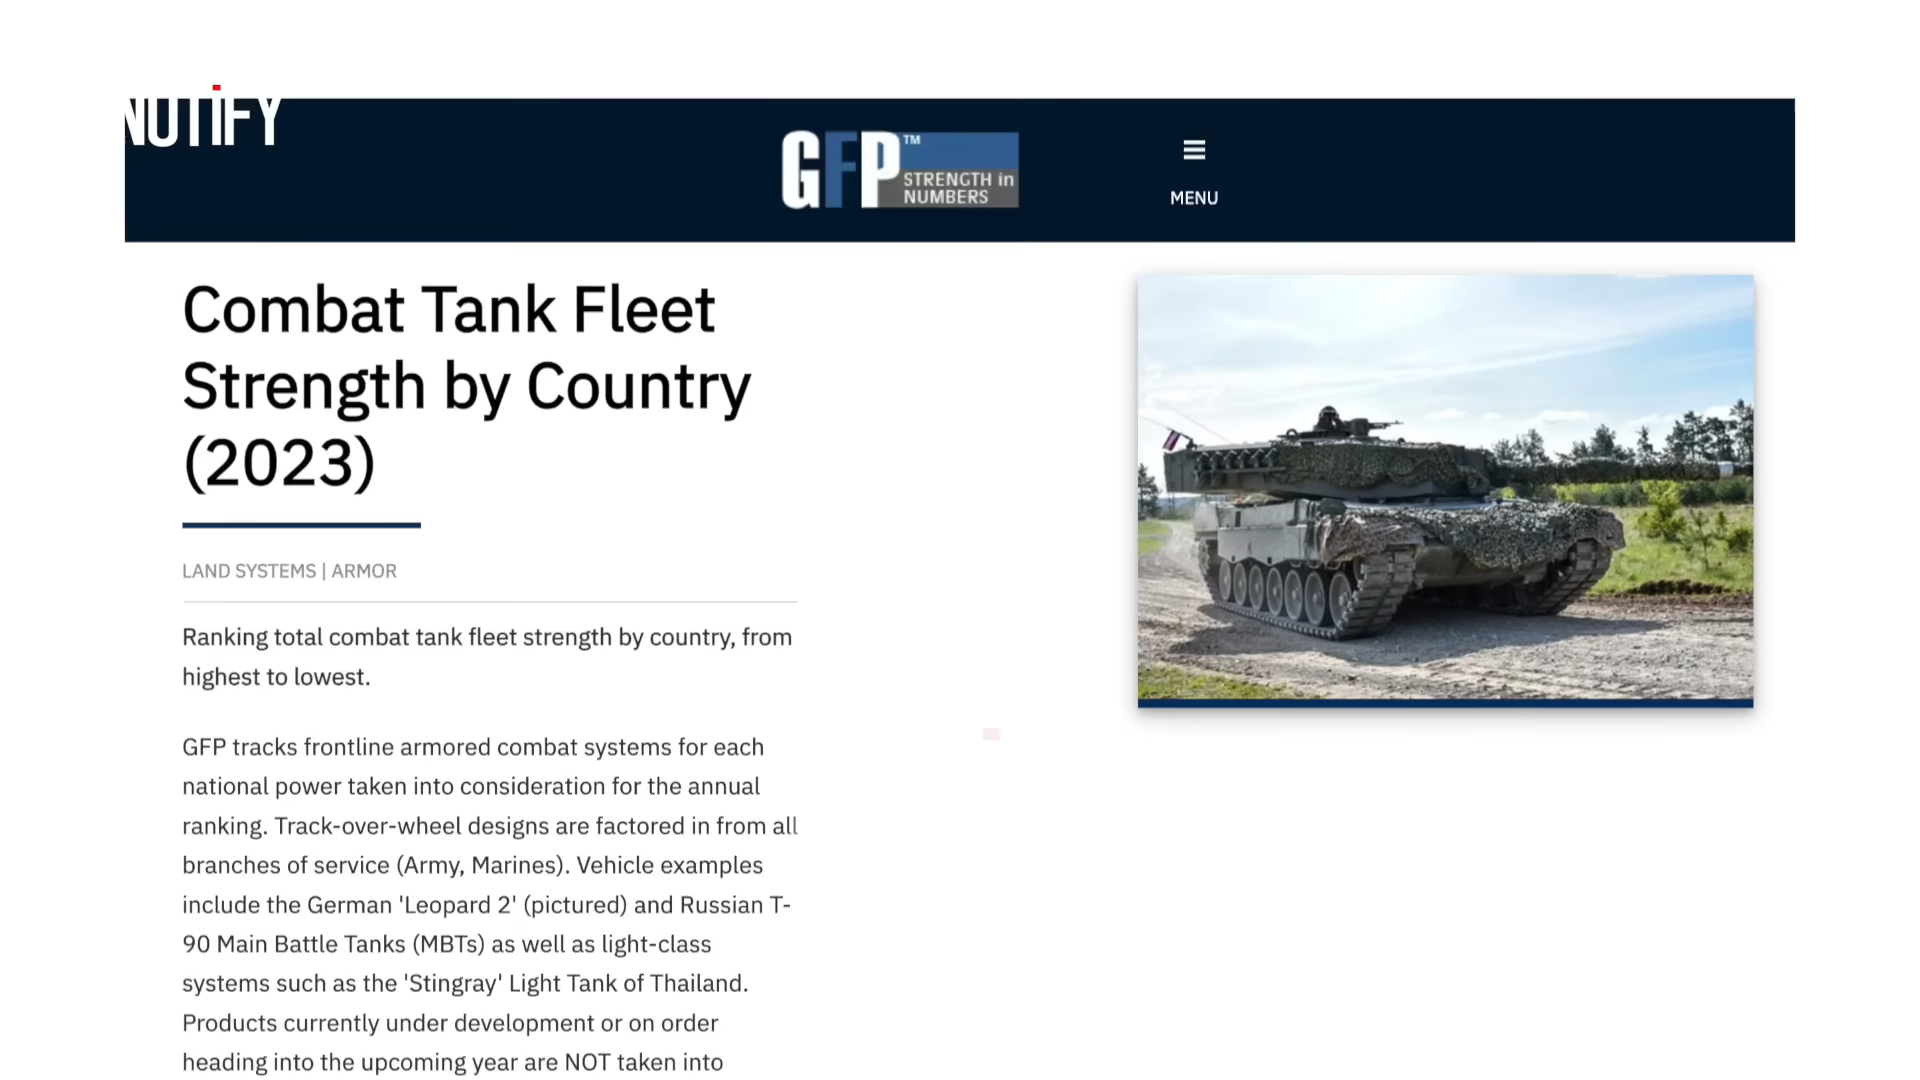 NUTIFY
GFP™
STRENGTH in
NUMBERS
MENU
Combat Tank Fleet
Strength by Country
(2023)
LAND SYSTEMS | ARMOR
Ranking total combat tank fleet strength by country, from
highest to lowest.
GFP tracks frontline armored combat systems for each
national power taken into consideration for the annual
ranking. Track-over-wheel designs are factored in from all
branches of service (Army, Marines). Vehicle examples
include the German 'Leopard 2' (pictured) and Russian T-
90 Main Battle Tanks (MBTs) as well as light-class
systems such as the 'Stingray' Light Tank of Thailand.
Products currently under development or on order
heading into the upcoming year are NOT taken into